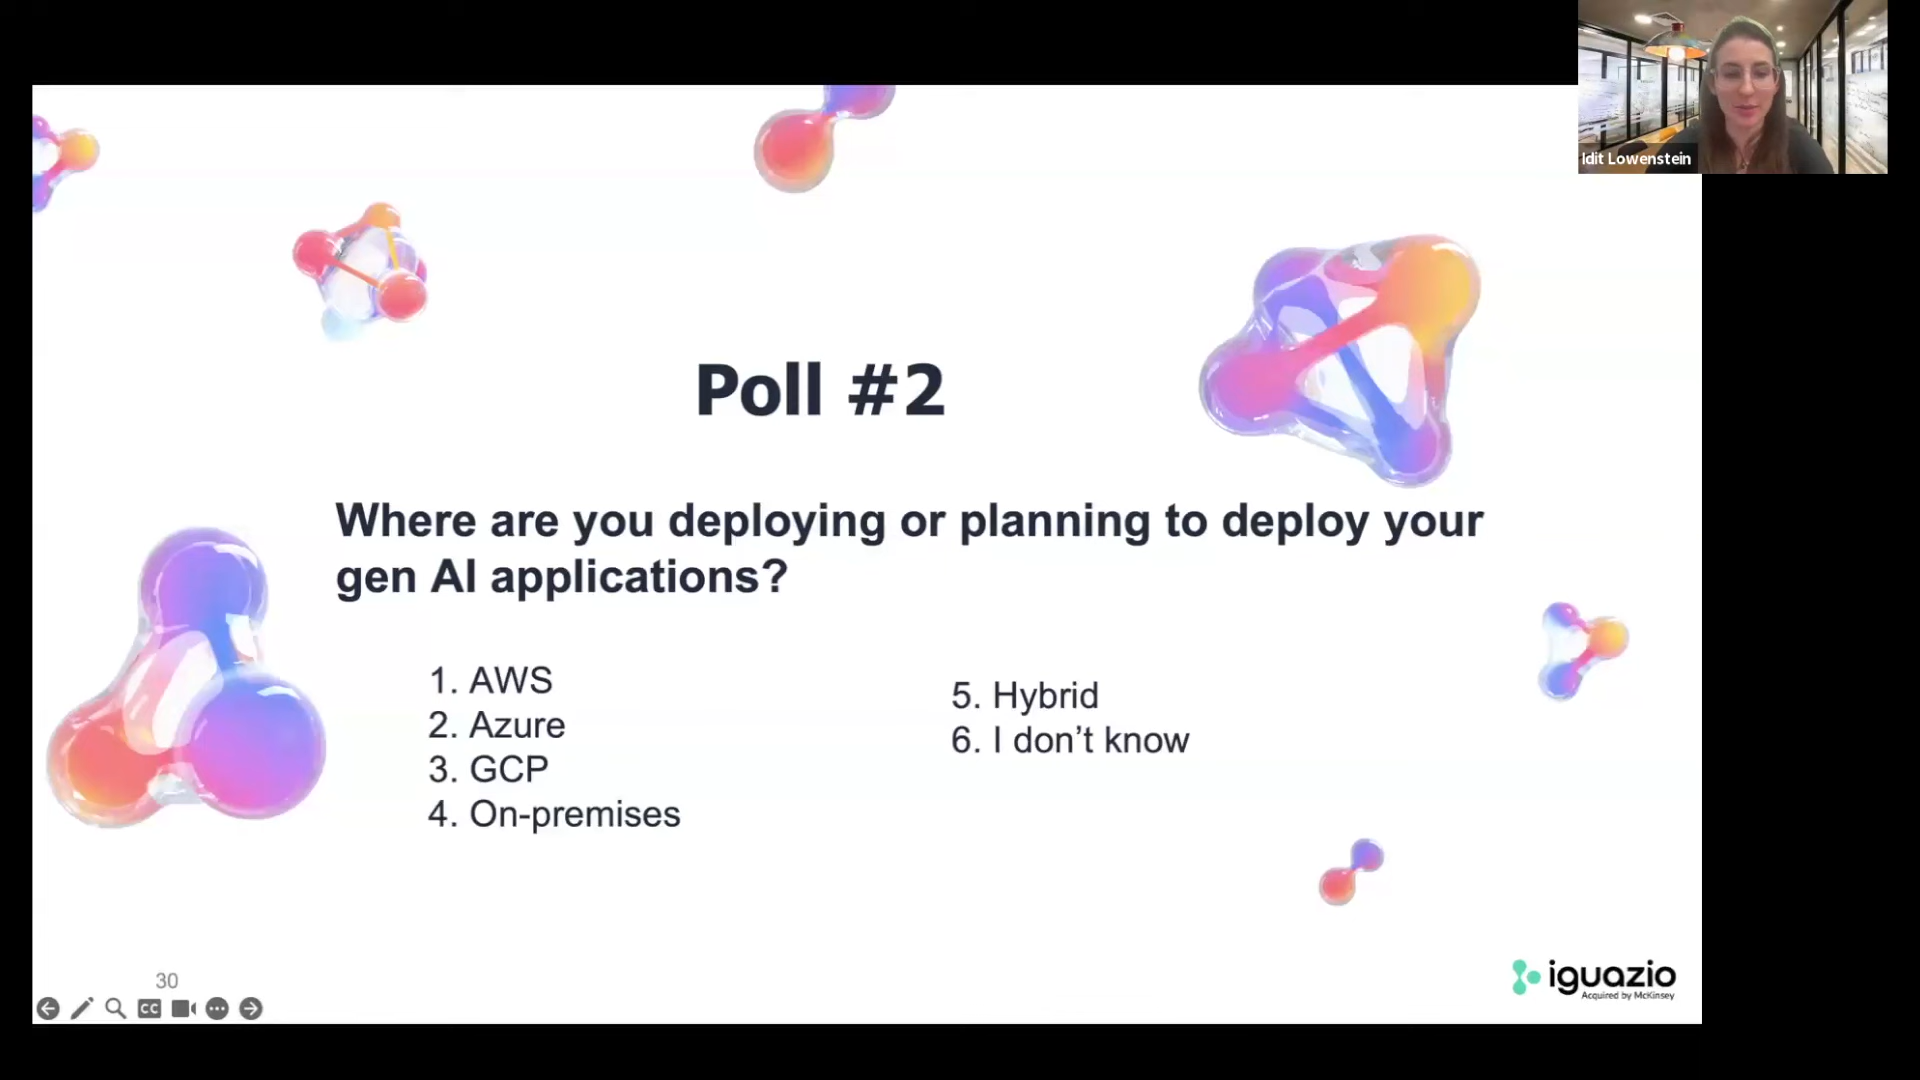 Idit Lowenstein
Poll #2
Where are you deploying or planning to deploy your
gen AI applications?
1. AWS
2. Azure
3. GCP
4. On-premises
5. Hybrid
6. I don’t know
30
CC
iguazio
Acquired by McKinsey